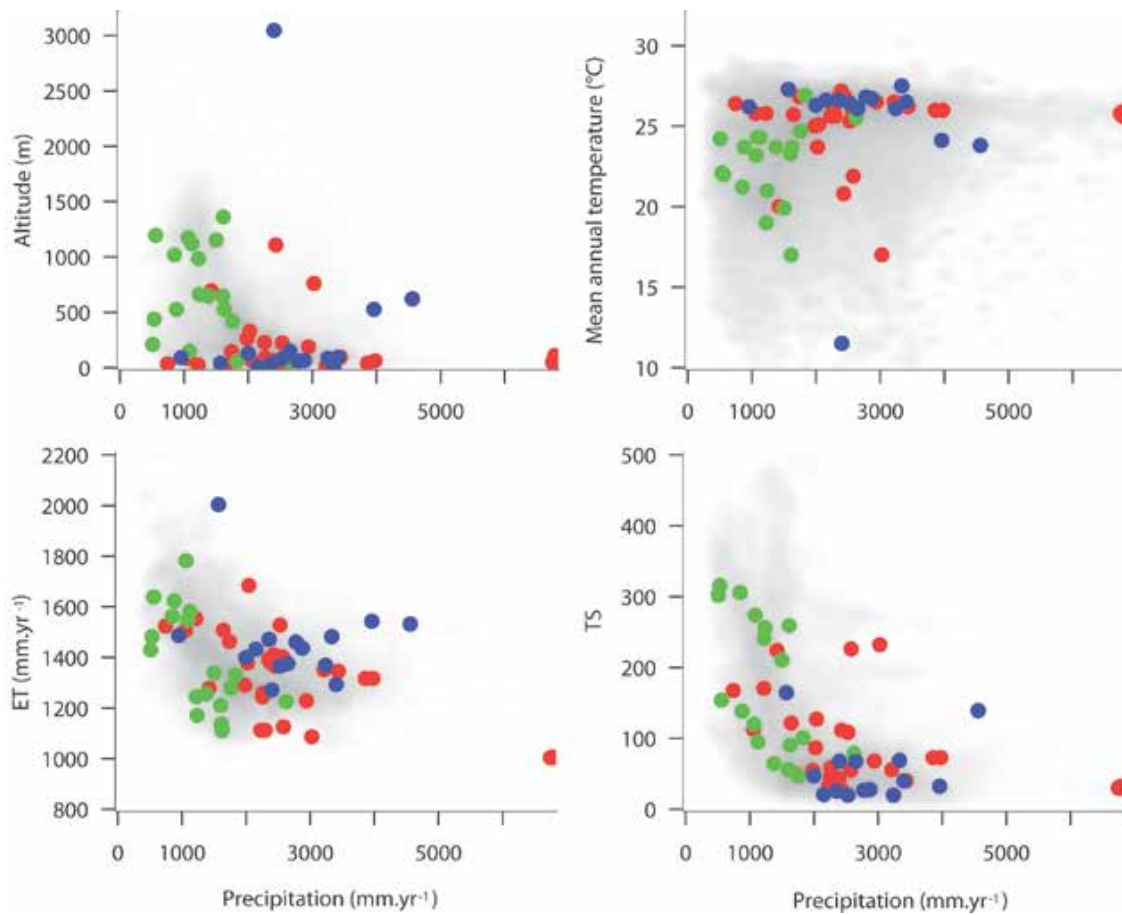 Altitude (m)
3000
2500
2000
1500
1000
500
0
0 1000 3000 5000
Mean annual temperature (°C)
30
25
20
15
10
0 1000 3000 5000
ET (mm.yr⁻¹)
2200
2000
1800
1600
1400
1200
1000
800
0 1000 3000 5000
Precipitation (mm.yr⁻¹)
TS
500
400
300
200
100
0
0 1000 3000 5000
Precipitation (mm.yr⁻¹)